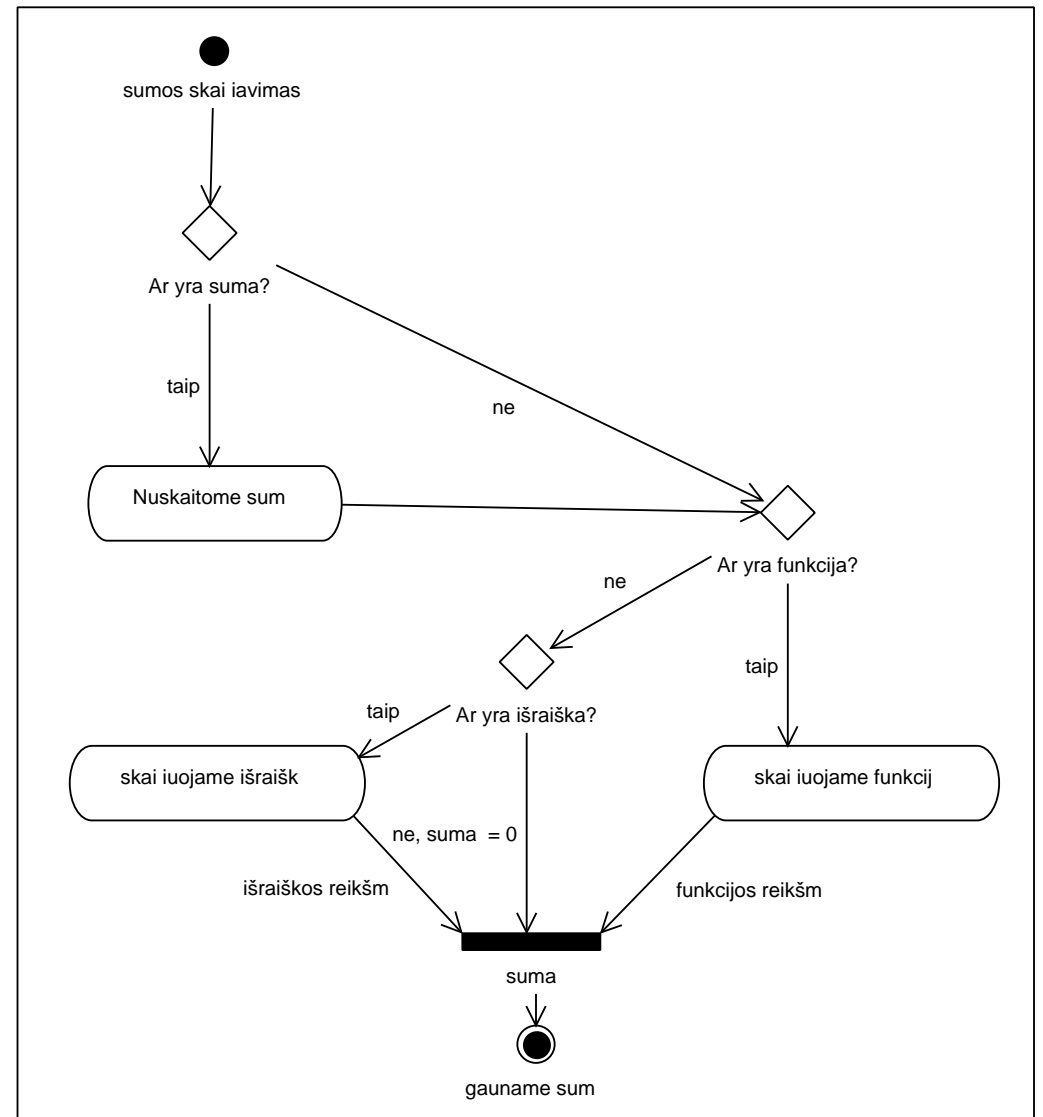 sumos skai iavimas
Ar yra suma?
taip
ne
Nuskaitome sum
Ar yra funkcija?
ne
taip
taip
Ar yra išraiška?
skai iuojame išraišk
skai iuojame funkcij
ne, suma = 0
išraiškos reikšm
funkcijos reikšm
suma
gauname sum